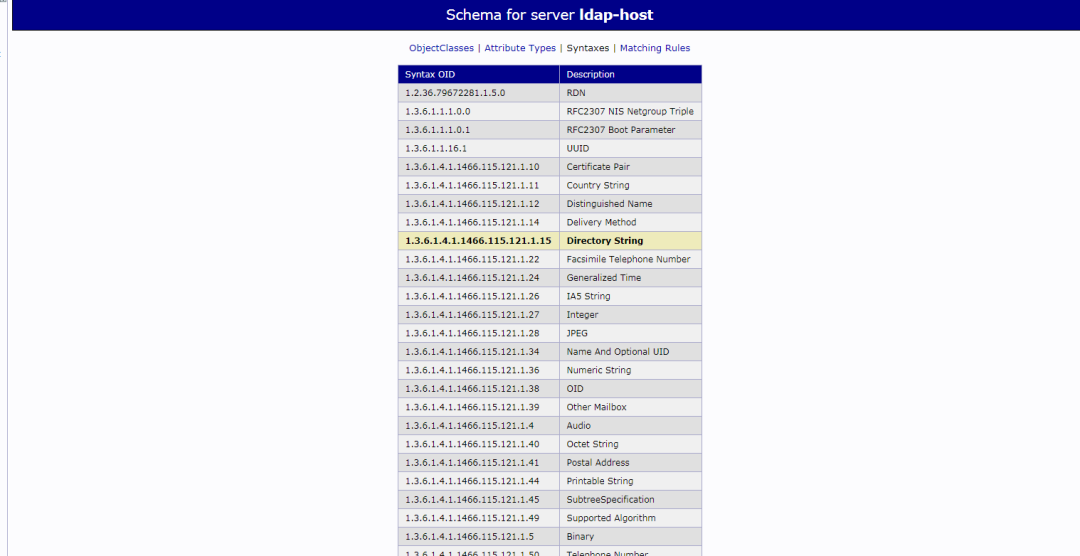 Schema for server ldap-host
ObjectClasses | Attribute Types | Syntaxes | Matching Rules
Syntax OID Description
1.2.36.79672281.1.5.0 RDN
1.3.6.1.1.1.0.0 RFC2307 NIS Netgroup Triple
1.3.6.1.1.1.0.1 RFC2307 Boot Parameter
1.3.6.1.1.16.1 UUID
1.3.6.1.4.1.1466.115.121.1.10 Certificate Pair
1.3.6.1.4.1.1466.115.121.1.11 Country String
1.3.6.1.4.1.1466.115.121.1.12 Distinguished Name
1.3.6.1.4.1.1466.115.121.1.14 Delivery Method
1.3.6.1.4.1.1466.115.121.1.15 Directory String
1.3.6.1.4.1.1466.115.121.1.22 Facsimile Telephone Number
1.3.6.1.4.1.1466.115.121.1.24 Generalized Time
1.3.6.1.4.1.1466.115.121.1.26 IA5 String
1.3.6.1.4.1.1466.115.121.1.27 Integer
1.3.6.1.4.1.1466.115.121.1.28 JPEG
1.3.6.1.4.1.1466.115.121.1.34 Name And Optional UID
1.3.6.1.4.1.1466.115.121.1.36 Numeric String
1.3.6.1.4.1.1466.115.121.1.38 OID
1.3.6.1.4.1.1466.115.121.1.39 Other Mailbox
1.3.6.1.4.1.1466.115.121.1.4 Audio
1.3.6.1.4.1.1466.115.121.1.40 Octet String
1.3.6.1.4.1.1466.115.121.1.41 Postal Address
1.3.6.1.4.1.1466.115.121.1.44 Printable String
1.3.6.1.4.1.1466.115.121.1.45 SubtreeSpecification
1.3.6.1.4.1.1466.115.121.1.49 Supported Algorithm
1.3.6.1.4.1.1466.115.121.1.5 Binary
1.3.6.1.4.1.1466.115.121.1.50 Telephone Number